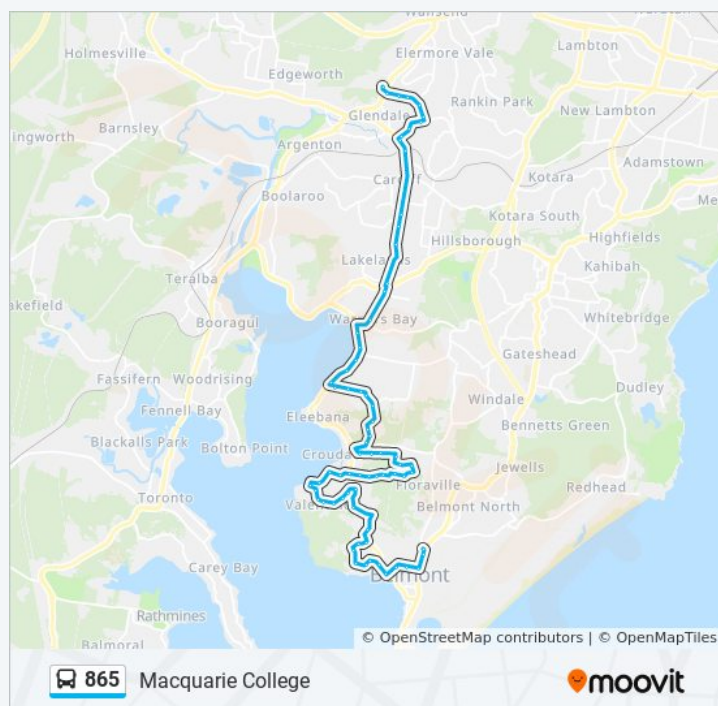 Wallsend
Holmesville
Elermore Vale
Lambton
Edgeworth
Rankin Park
New Lambton
Glendale
Barnsley
Argenton
Adamstown
Cardiff
Kotara
Boolaroo
Kotara South
Hillsborough
Highfields
Lakelands
Kahibah
Teralba
Booragul
Whitebridge
Gateshead
Fassifern
Woodrising
Dudley
Fennell Bay
Windale
Eleebana
Bennetts Green
Blackalls Park
Bolton Point
Jewells
Floraville
Redhead
Toronto
Belmont North
Carey Bay
Belmont
Rathmines
Balmoral
© OpenStreetMap contributors | © OpenMapTiles
865 Macquarie College
moovit